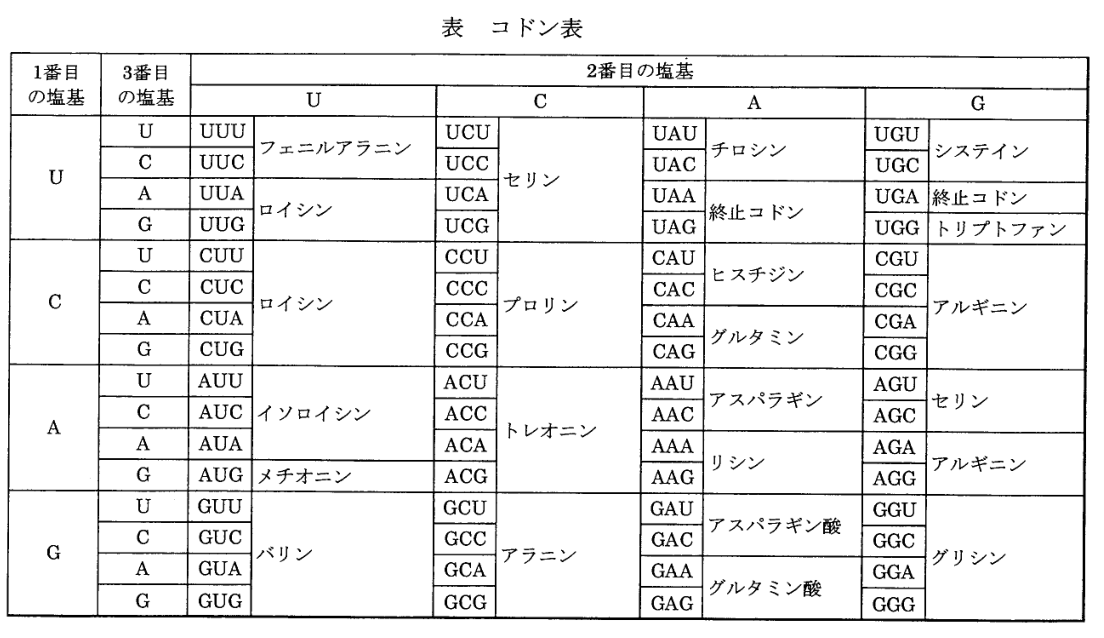 表 コドン表
1番目の塩基 3番目の塩基 2番目の塩基
U C A G
U U UUU フェニルアラニン UCU セリン UAU チロシン UGU システイン
C UUC UCC UAC UGC
A UUA ロイシン UCA UAA 終止コドン UGA 終止コドン
G UUG UCG UAG UGG トリプトファン
C U CUU ロイシン CCU プロリン CAU ヒスチジン CGU アルギニン
C CUC CCC CAC CGC
A CUA CCA CAA グルタミン CGA
G CUG CCG CAG CGG
A U AUU イソロイシン ACU トレオニン AAU アスパラギン AGU セリン
C AUC ACC AAC AGC
A AUA ACA AAA リシン AGA アルギニン
G AUG メチオニン ACG AAG AGG
G U GUU バリン GCU アラニン GAU アスパラギン酸 GGU グリシン
C GUC GCC GAC GGC
A GUA GCA GAA グルタミン酸 GGA
G GUG GCG GAG GGG